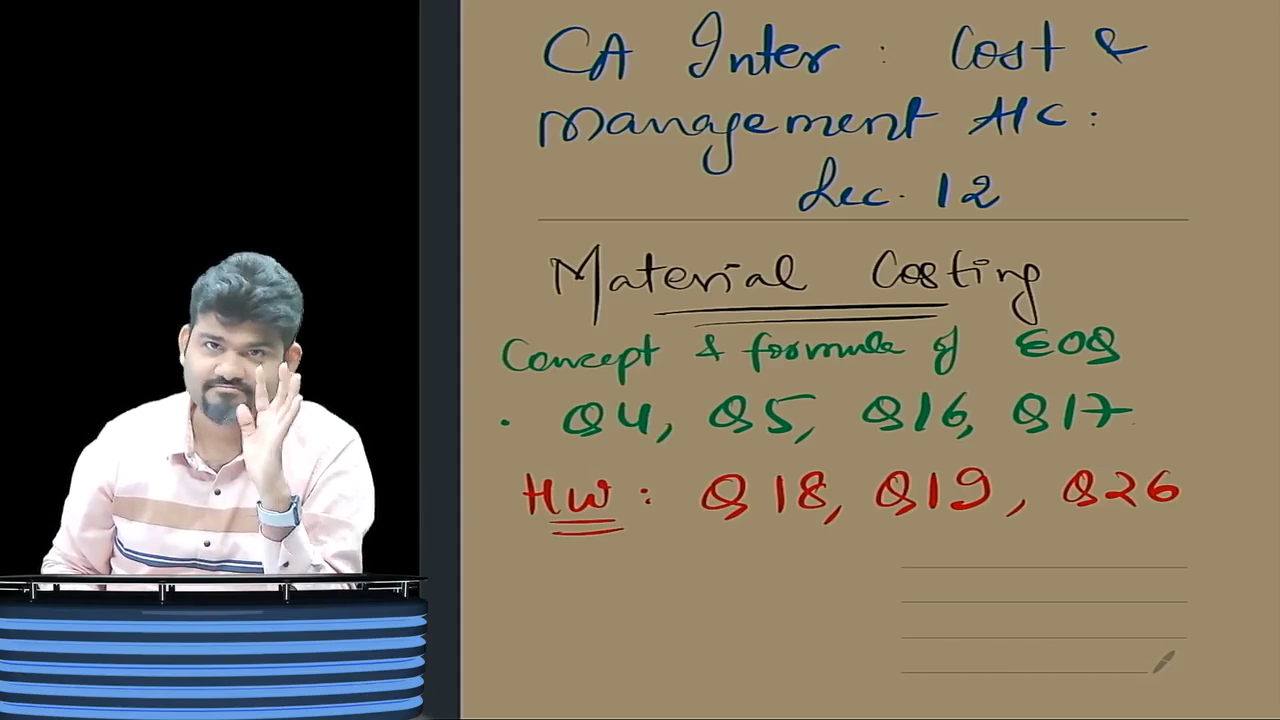 CA Inter : Cost &
Management A/c :
Lec. 12
Material Costing
Concept & formula of EOQ
. Q4, Q5, Q16, Q17
HW : Q18, Q19, Q26